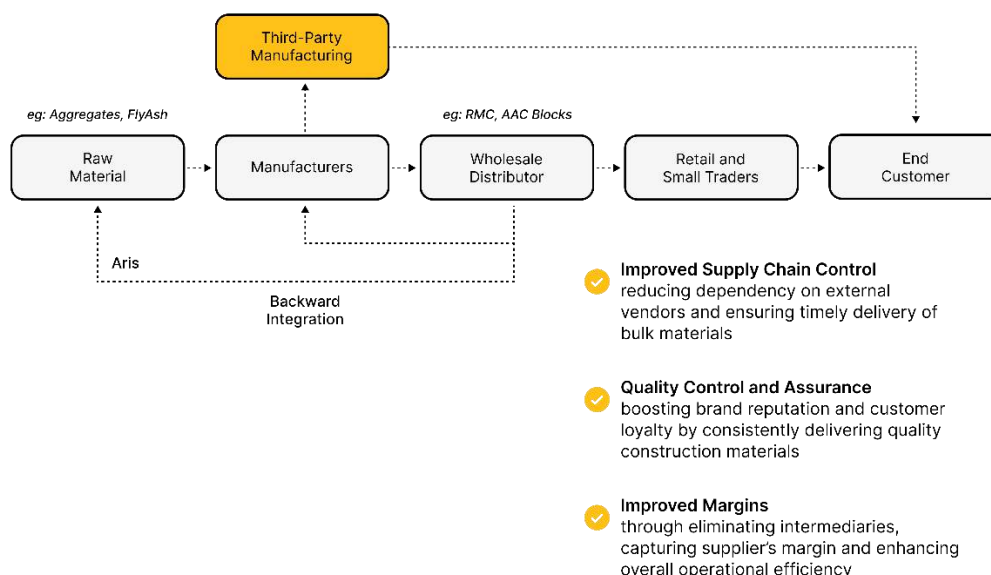 Third-Party
Manufacturing
eg: Aggregates, FlyAsh
eg: RMC, AAC Blocks
Raw
Material
Manufacturers
Wholesale
Distributor
Retail and
Small Traders
End
Customer
Aris
Backward
Integration
Improved Supply Chain Control
reducing dependency on external
vendors and ensuring timely delivery of
bulk materials
Quality Control and Assurance
boosting brand reputation and customer
loyalty by consistently delivering quality
construction materials
Improved Margins
through eliminating intermediaries,
capturing supplier's margin and enhancing
overall operational efficiency